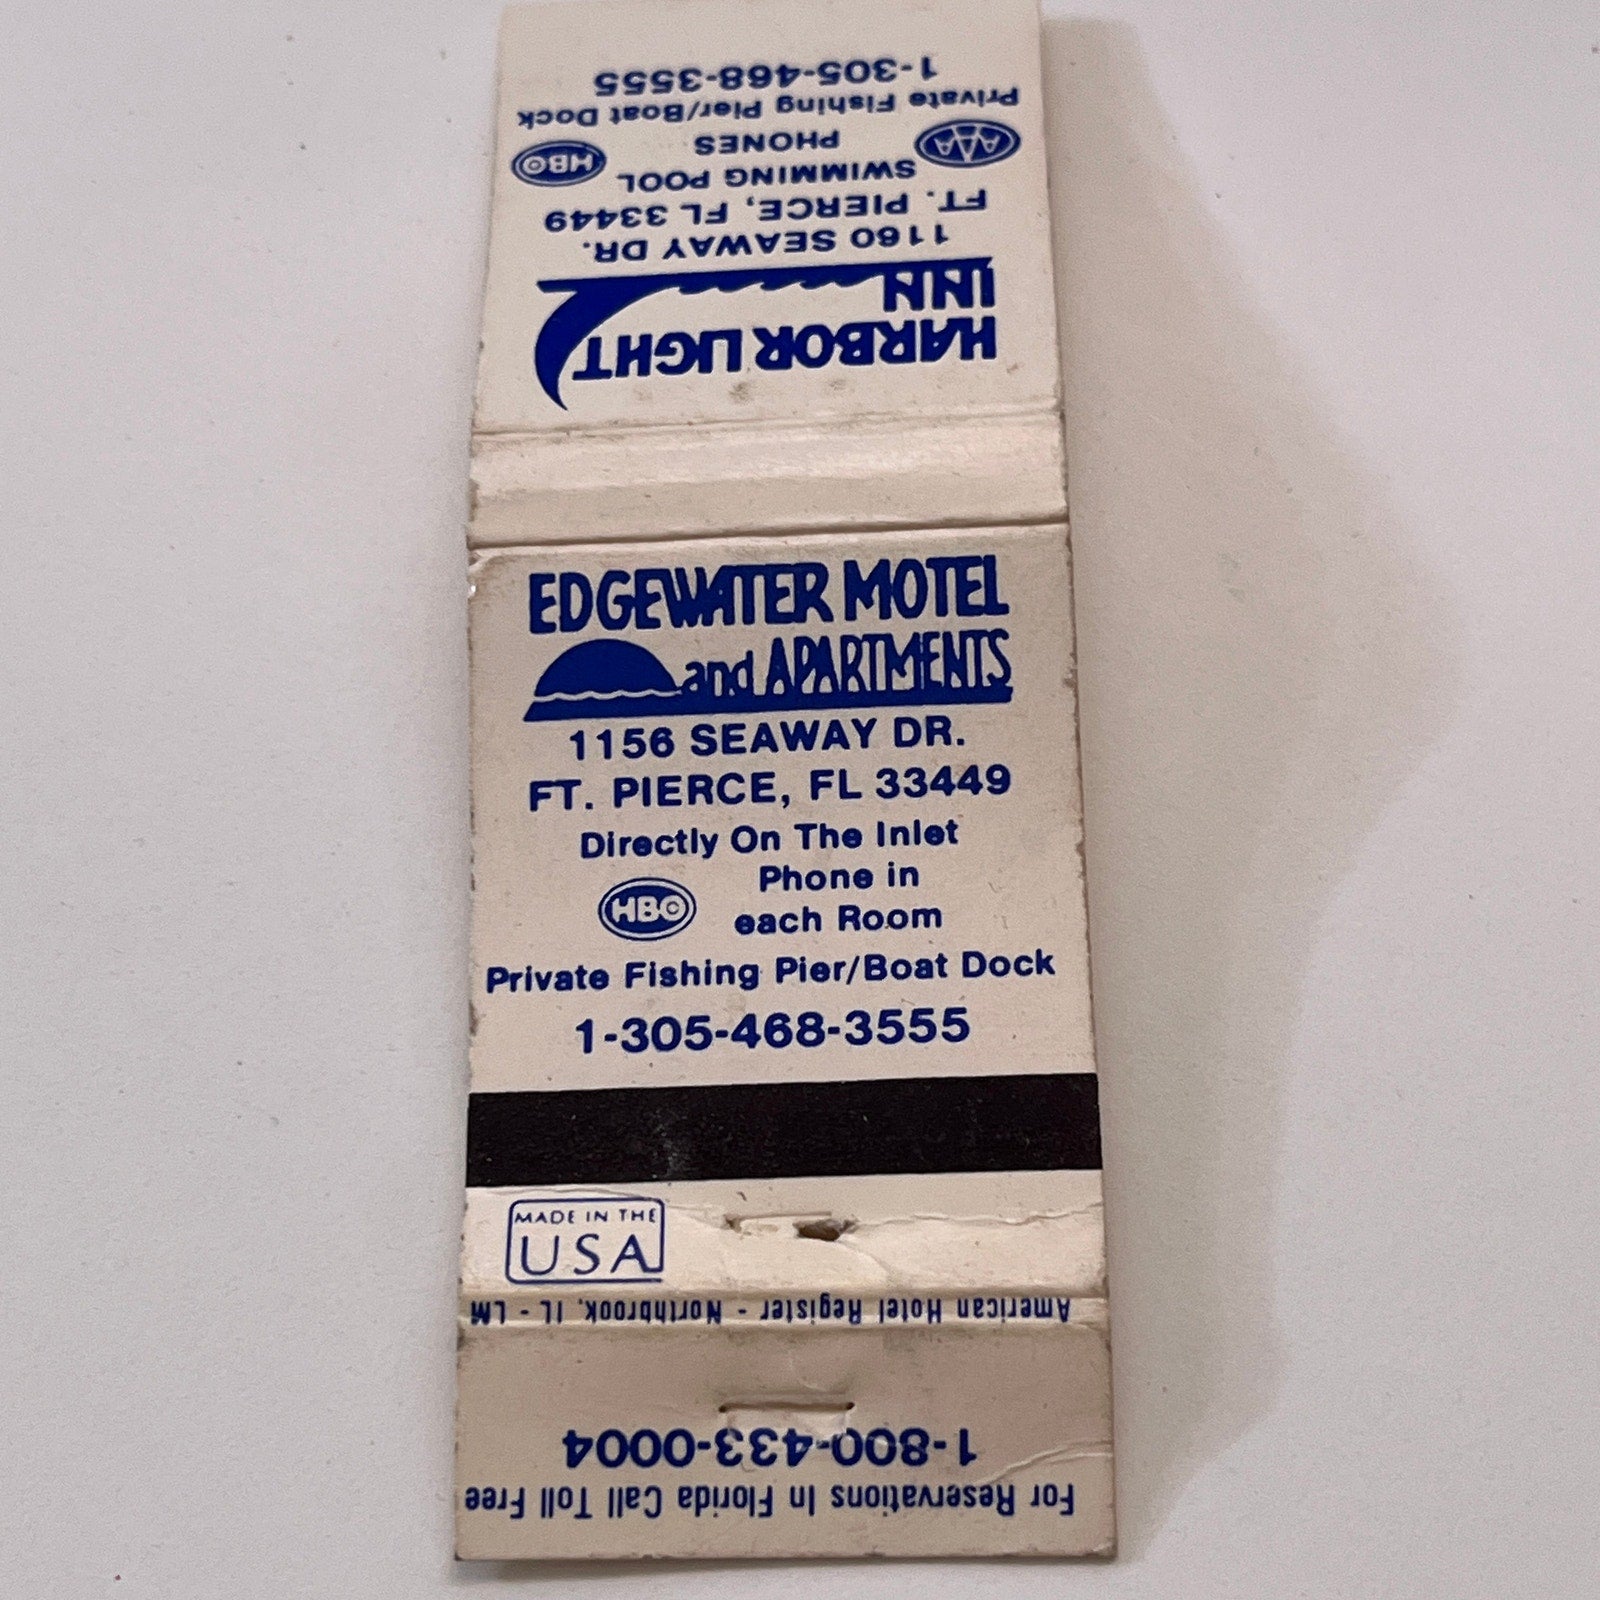 HARBOR LIGHT
INN
1160 SEAWAY DR.
FT. PIERCE, FL 33449
SWIMMING POOL
PHONES
AAA
HBO
Private Fishing Pier/Boat Dock
1-305-468-3555
EDGEWATER MOTEL
and APARTMENTS
1156 SEAWAY DR.
FT. PIERCE, FL 33449
Directly On The Inlet
Phone in
each Room
HBO
Private Fishing Pier/Boat Dock
1-305-468-3555
MADE IN THE
USA
American Hotel Register - Northbrook, IL - LM
For Reservations In Florida Call Toll Free
1-800-433-0004